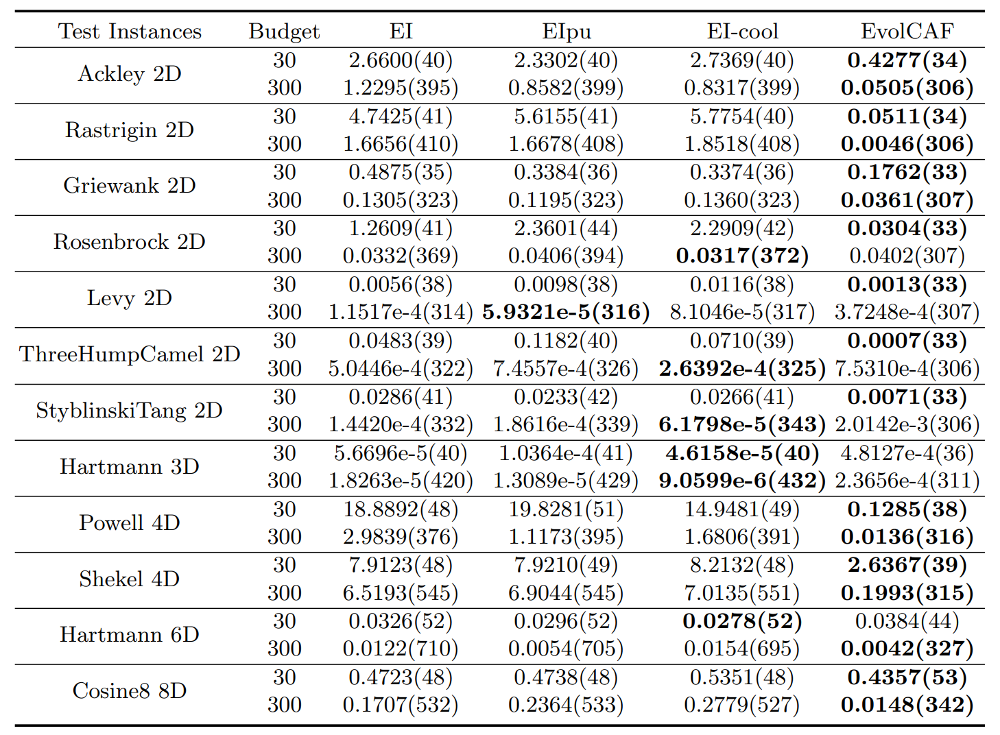 Test Instances Budget EI EIpu EI-cool EvolCAF
Ackley 2D
30 2.6600(40) 2.3302(40) 2.7369(40) 0.4277(34)
300 1.2295(395) 0.8582(399) 0.8317(399) 0.0505(306)
Rastrigin 2D
30 4.7425(41) 5.6155(41) 5.7754(40) 0.0511(34)
300 1.6656(410) 1.6678(408) 1.8518(408) 0.0046(306)
Griewank 2D
30 0.4875(35) 0.3384(36) 0.3374(36) 0.1762(33)
300 0.1305(323) 0.1195(323) 0.1360(323) 0.0361(307)
Rosenbrock 2D
30 1.2609(41) 2.3601(44) 2.2909(42) 0.0304(33)
300 0.0332(369) 0.0406(394) 0.0317(372) 0.0402(307)
Levy 2D
30 0.0056(38) 0.0098(38) 0.0116(38) 0.0013(33)
300 1.1517e-4(314) 5.9321e-5(316) 8.1046e-5(317) 3.7248e-4(307)
ThreeHumpCamel 2D
30 0.0483(39) 0.1182(40) 0.0710(39) 0.0007(33)
300 5.0446e-4(322) 7.4557e-4(326) 2.6392e-4(325) 7.5310e-4(306)
StyblinskiTang 2D
30 0.0286(41) 0.0233(42) 0.0266(41) 0.0071(33)
300 1.4420e-4(332) 1.8616e-4(339) 6.1798e-5(343) 2.0142e-3(306)
Hartmann 3D
30 5.6696e-5(40) 1.0364e-4(41) 4.6158e-5(40) 4.8127e-4(36)
300 1.8263e-5(420) 1.3089e-5(429) 9.0599e-6(432) 2.3656e-4(311)
Powell 4D
30 18.8892(48) 19.8281(51) 14.9481(49) 0.1285(38)
300 2.9839(376) 1.1173(395) 1.6806(391) 0.0136(316)
Shekel 4D
30 7.9123(48) 7.9210(49) 8.2132(48) 2.6367(39)
300 6.5193(545) 6.9044(545) 7.0135(551) 0.1993(315)
Hartmann 6D
30 0.0326(52) 0.0296(52) 0.0278(52) 0.0384(44)
300 0.0122(710) 0.0054(705) 0.0154(695) 0.0042(327)
Cosine8 8D
30 0.4723(48) 0.4738(48) 0.5351(48) 0.4357(53)
300 0.1707(532) 0.2364(533) 0.2779(527) 0.0148(342)